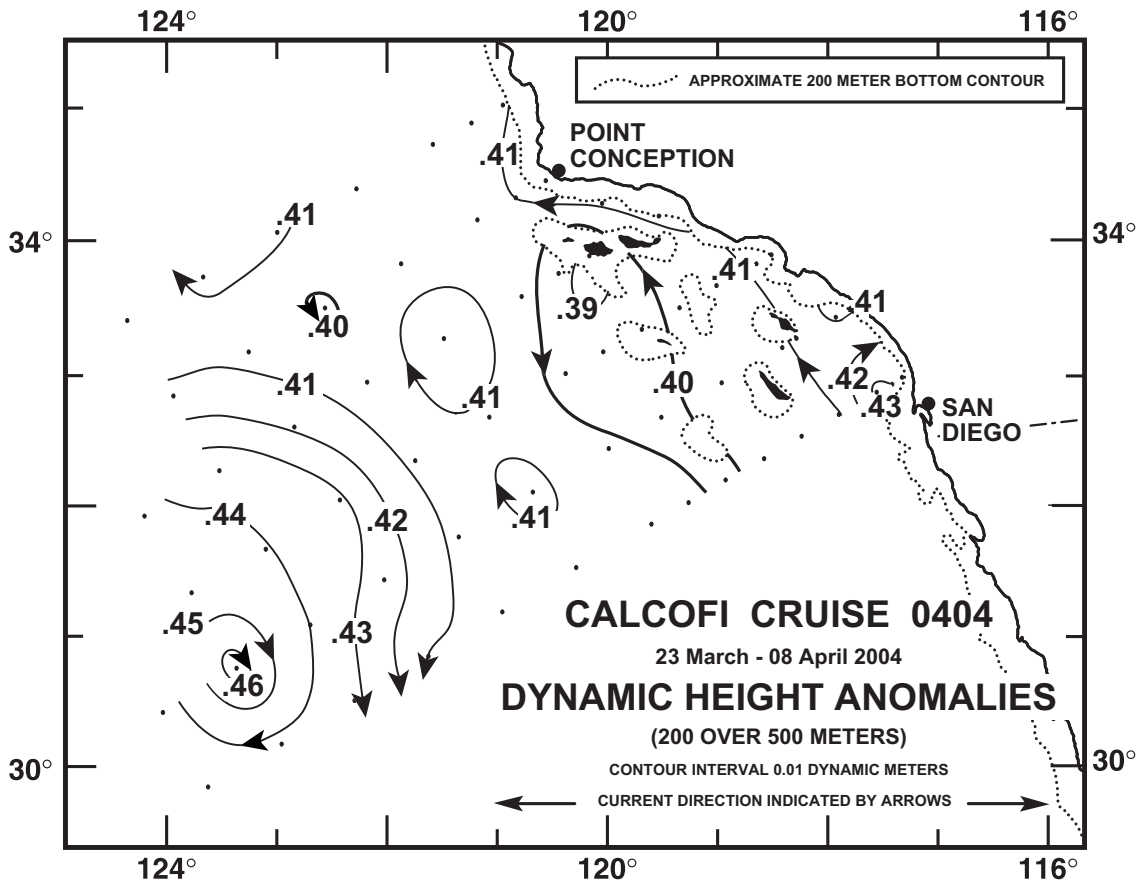 124° 120° 116°
APPROXIMATE 200 METER BOTTOM CONTOUR
POINT
CONCEPTION
.41
.41
34° 34°
.41
.39
.41
.40
.41
.41
.40
.42
.43
SAN
DIEGO
.41
.44
.42
.41
CALCOFI CRUISE 0404
.45
.43
23 March - 08 April 2004
.46
DYNAMIC HEIGHT ANOMALIES
(200 OVER 500 METERS)
30° 30°
CONTOUR INTERVAL 0.01 DYNAMIC METERS
CURRENT DIRECTION INDICATED BY ARROWS
124° 120° 116°